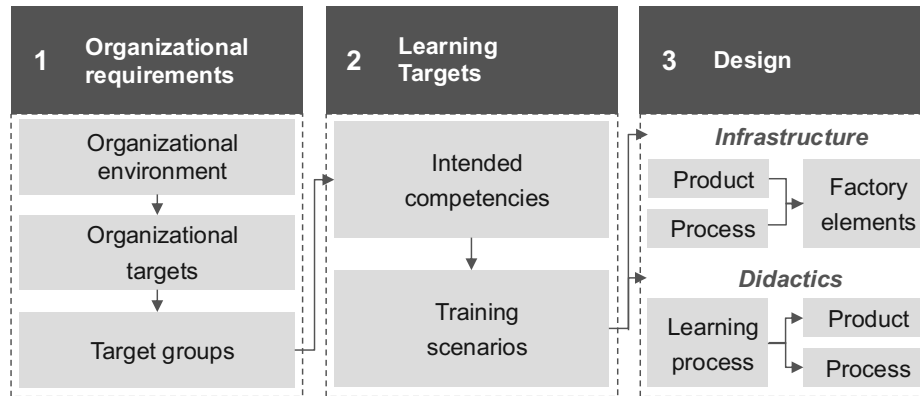 1 Organizational
requirements
Organizational
environment
Organizational
targets
Target groups
2 Learning
Targets
Intended
competencies
Training
scenarios
3 Design
Infrastructure
Product
Process
Factory
elements
Didactics
Learning
process
Product
Process